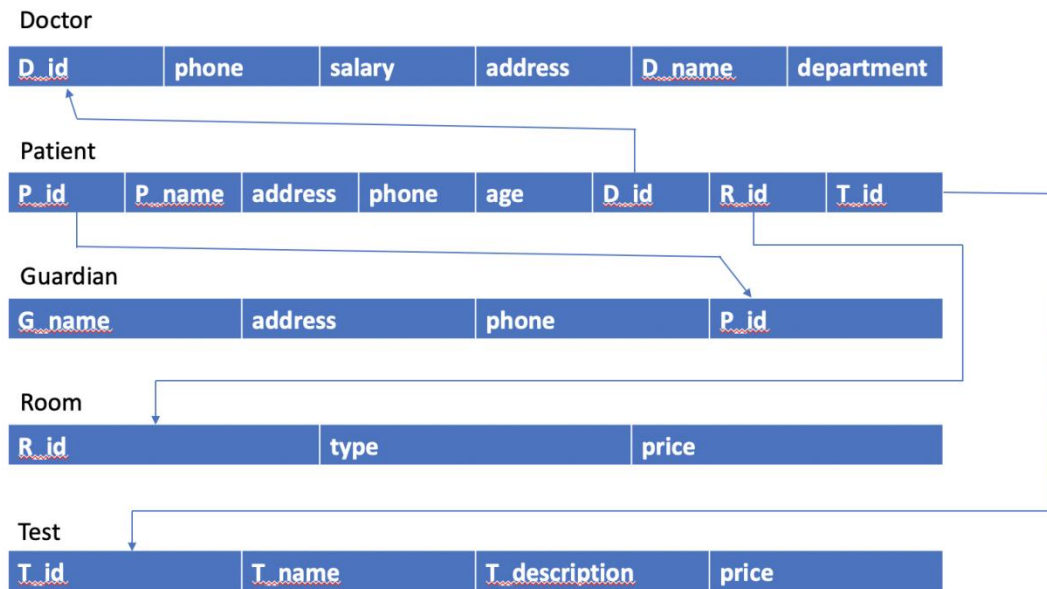 Doctor
D_id phone salary address D_name department
Patient
P_id P_name address phone age D_id R_id T_id
Guardian
G_name address phone P_id
Room
R_id type price
Test
T_id T_name T_description price